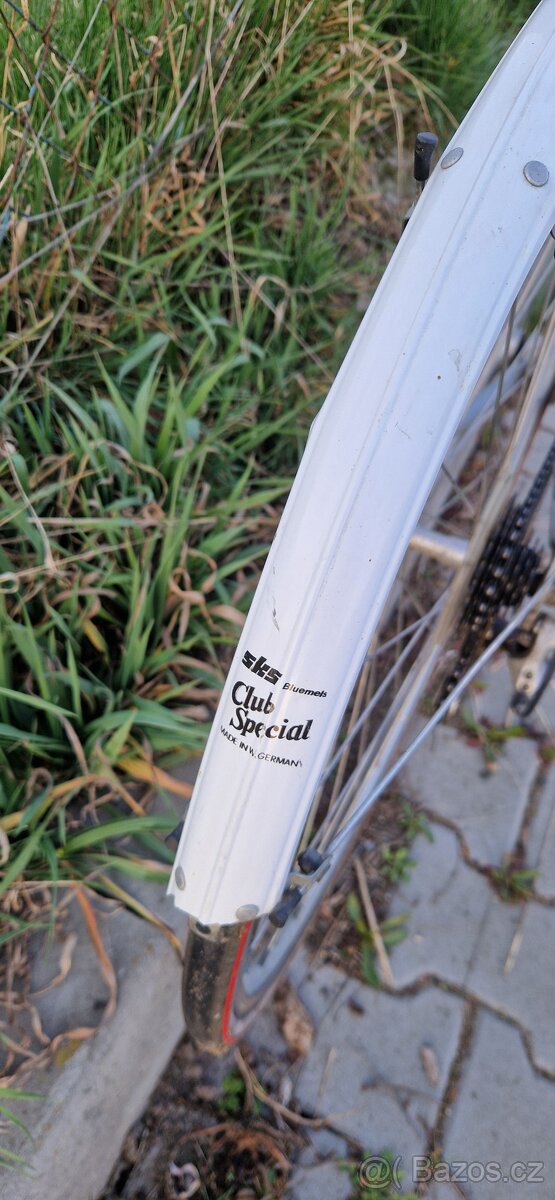 sks Bluemels
Club
Special
MADE IN W. GERMANY
@ Bazos.cz